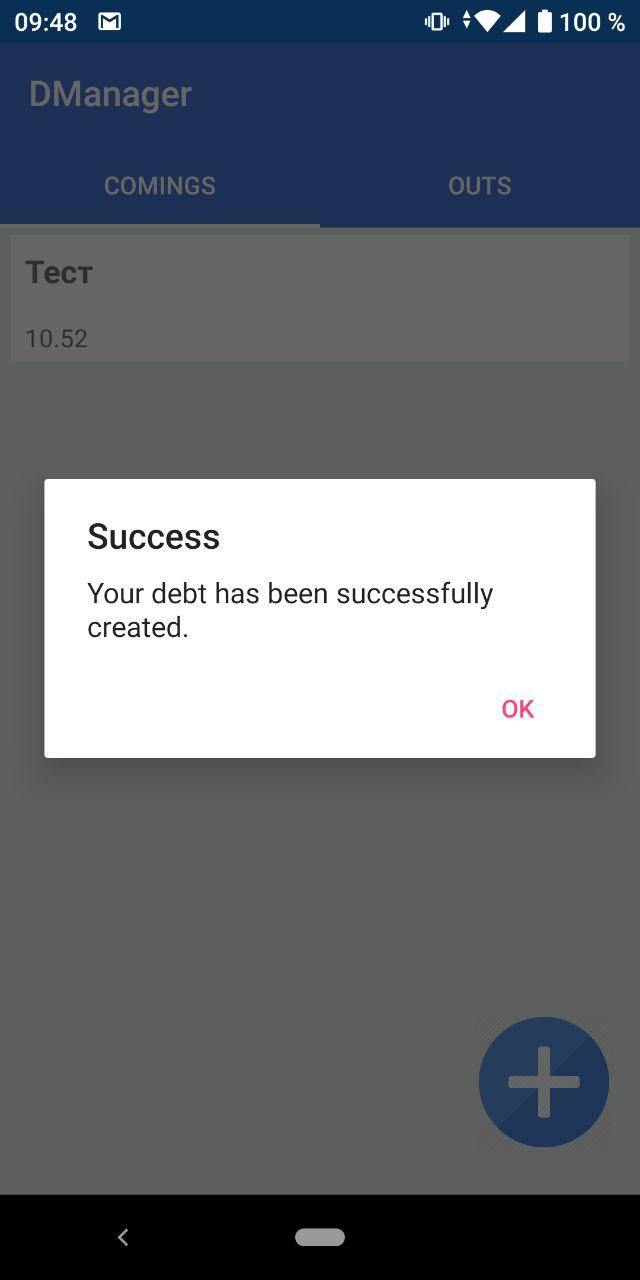 09:48
100 %
DManager
COMINGS
OUTS
Тест
10.52
Success
Your debt has been successfully
created.
OK